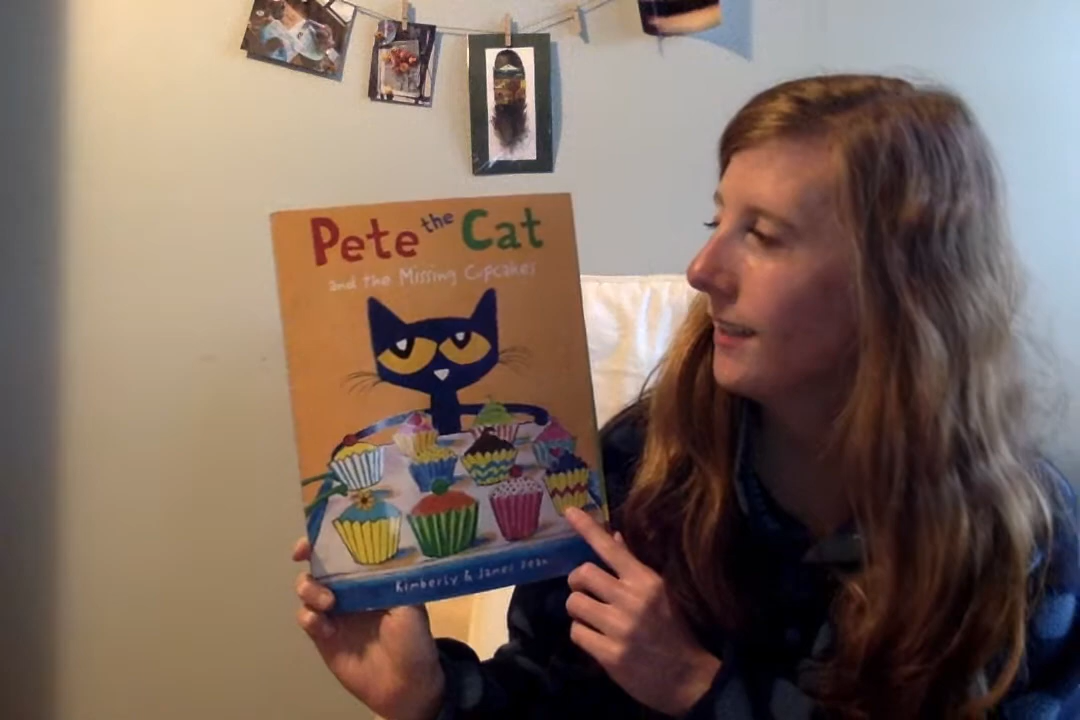 Pete the Cat
and the Missing Cupcakes
Kimberly & James Dean